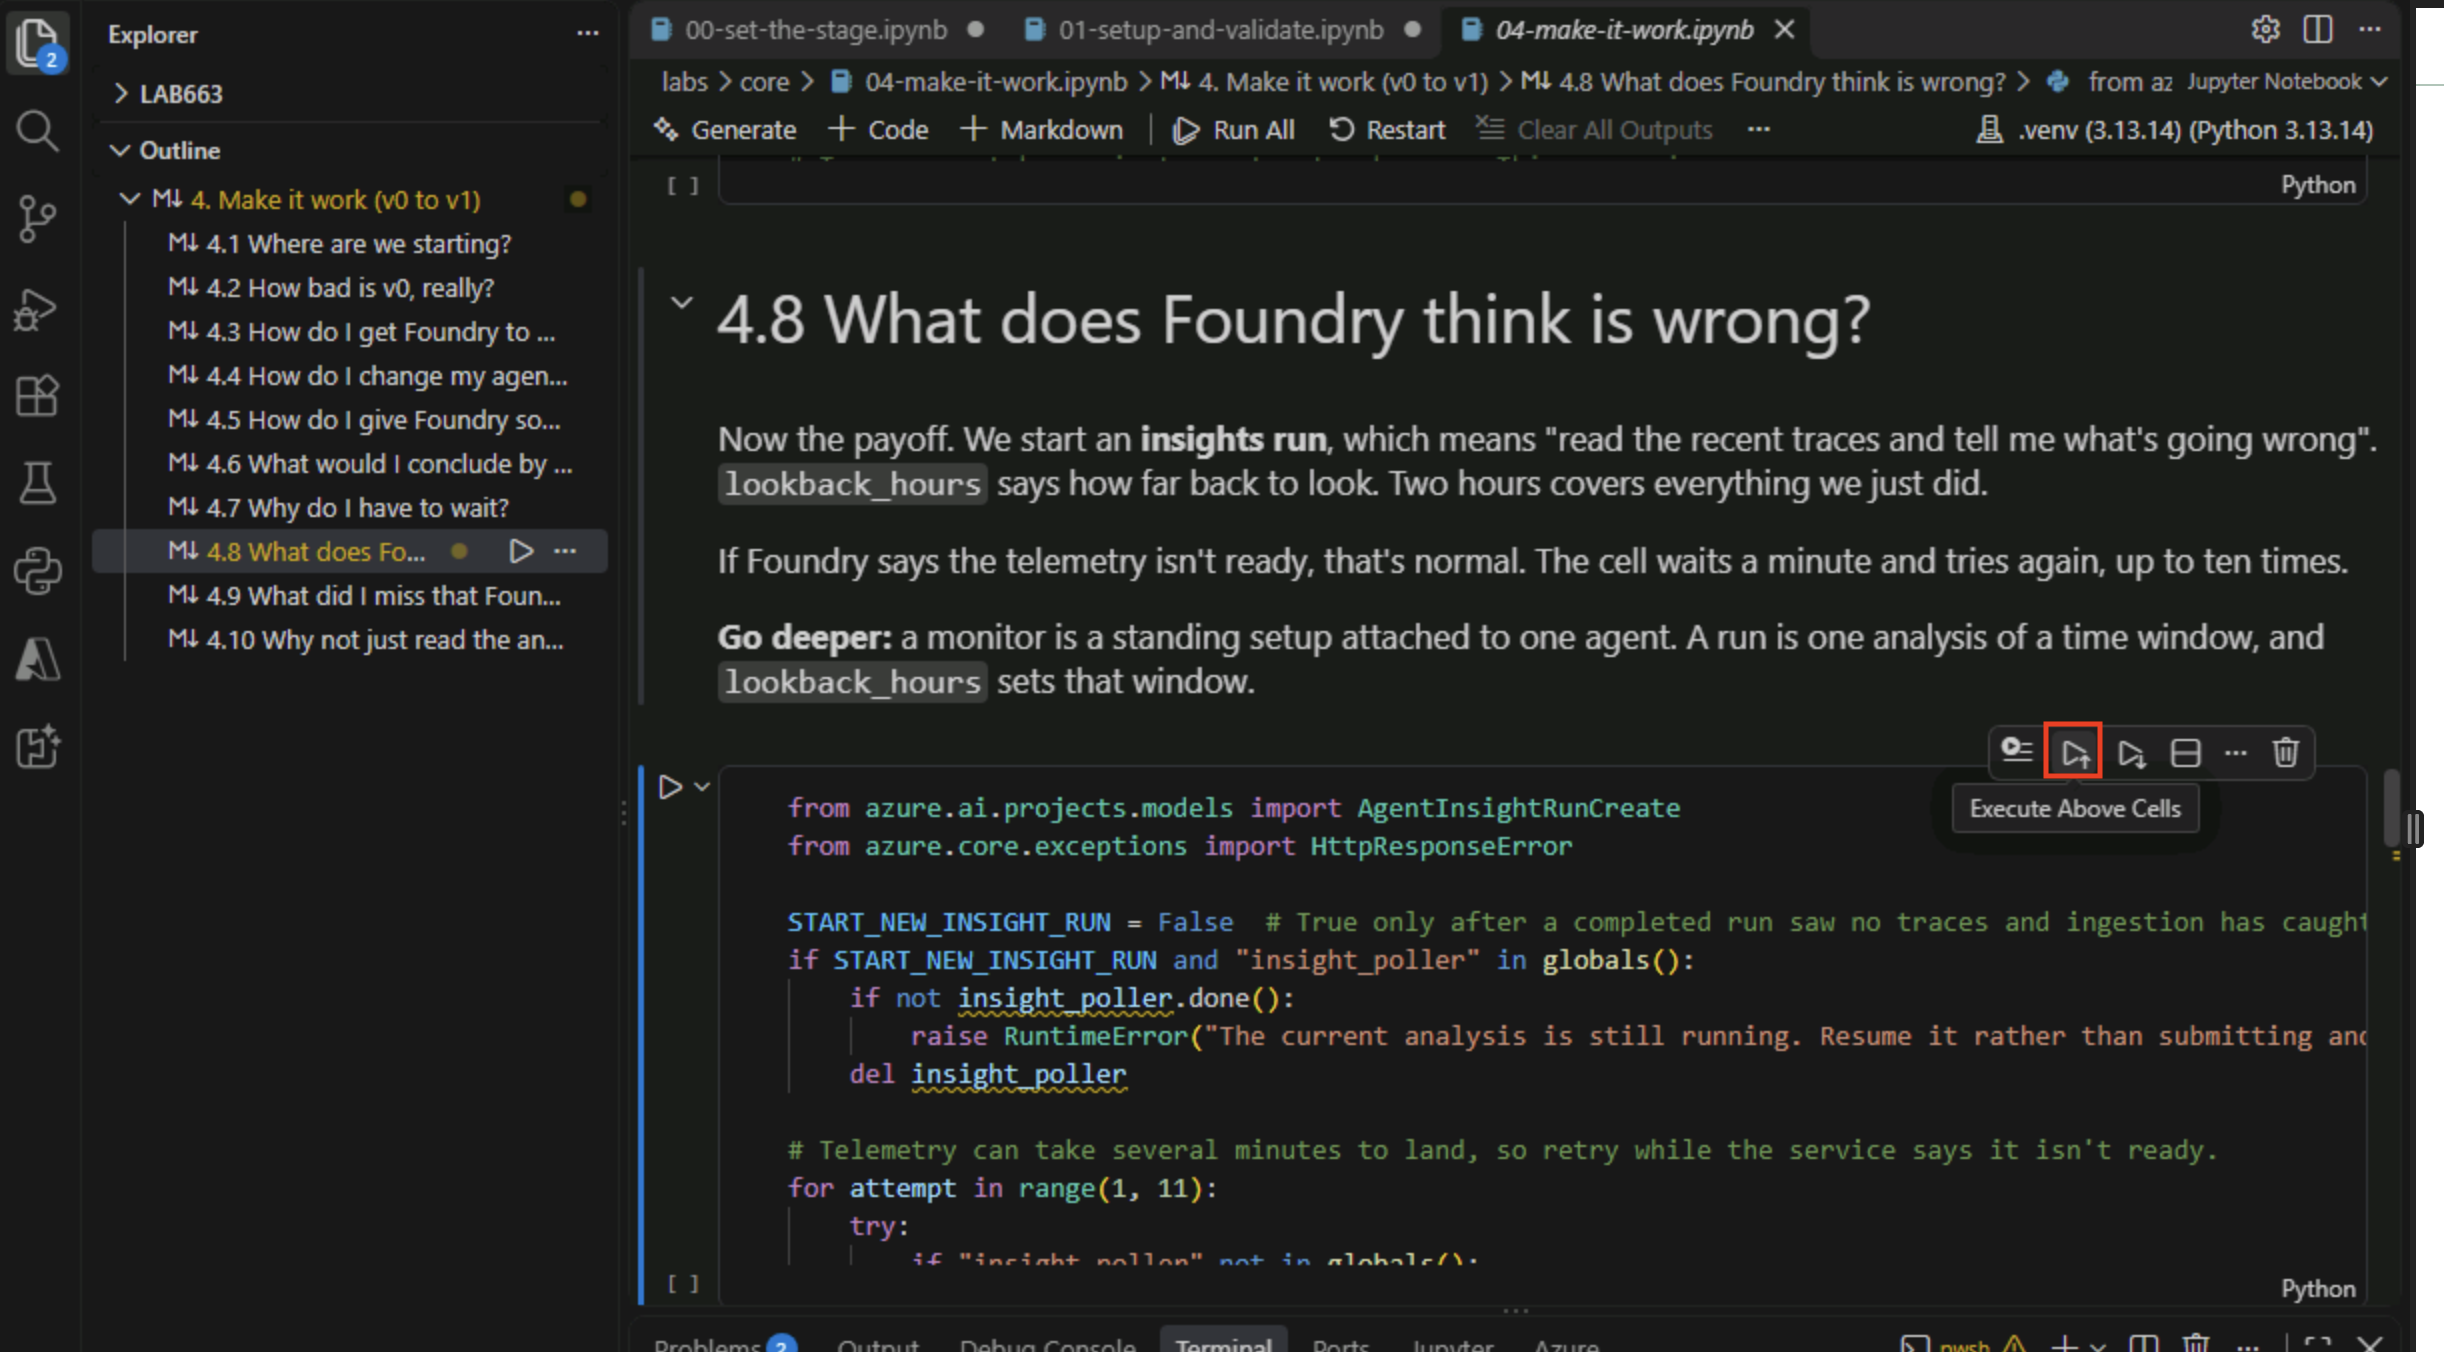 Explorer
2
LAB663
Outline
4. Make it work (v0 to v1)
4.1 Where are we starting?
4.2 How bad is v0, really?
4.3 How do I get Foundry to ...
4.4 How do I change my agen...
4.5 How do I give Foundry so...
4.6 What would I conclude by ...
4.7 Why do I have to wait?
4.8 What does Fo...
4.9 What did I miss that Foun...
4.10 Why not just read the an...
00-set-the-stage.ipynb
01-setup-and-validate.ipynb
04-make-it-work.ipynb
labs > core > 04-make-it-work.ipynb > M↓ 4. Make it work (v0 to v1) > M↓ 4.8 What does Foundry think is wrong? > from az
Jupyter Notebook
Generate + Code + Markdown Run All Restart Clear All Outputs ...
.venv (3.13.14) (Python 3.13.14)
[ ]
Python
4.8 What does Foundry think is wrong?
Now the payoff. We start an insights run, which means "read the recent traces and tell me what's going wrong".
lookback_hours says how far back to look. Two hours covers everything we just did.
If Foundry says the telemetry isn't ready, that's normal. The cell waits a minute and tries again, up to ten times.
Go deeper: a monitor is a standing setup attached to one agent. A run is one analysis of a time window, and
lookback_hours sets that window.
Execute Above Cells
from azure.ai.projects.models import AgentInsightRunCreate
from azure.core.exceptions import HttpResponseError
START_NEW_INSIGHT_RUN = False # True only after a completed run saw no traces and ingestion has caught
if START_NEW_INSIGHT_RUN and "insight_poller" in globals():
if not insight_poller.done():
raise RuntimeError("The current analysis is still running. Resume it rather than submitting and
del insight_poller
# Telemetry can take several minutes to land, so retry while the service says it isn't ready.
for attempt in range(1, 11):
try:
if "insight_poller" not in globals():
[ ]
Python
Problems 2 Output Debug Console Terminal Ports Jupyter Azure
pwsh